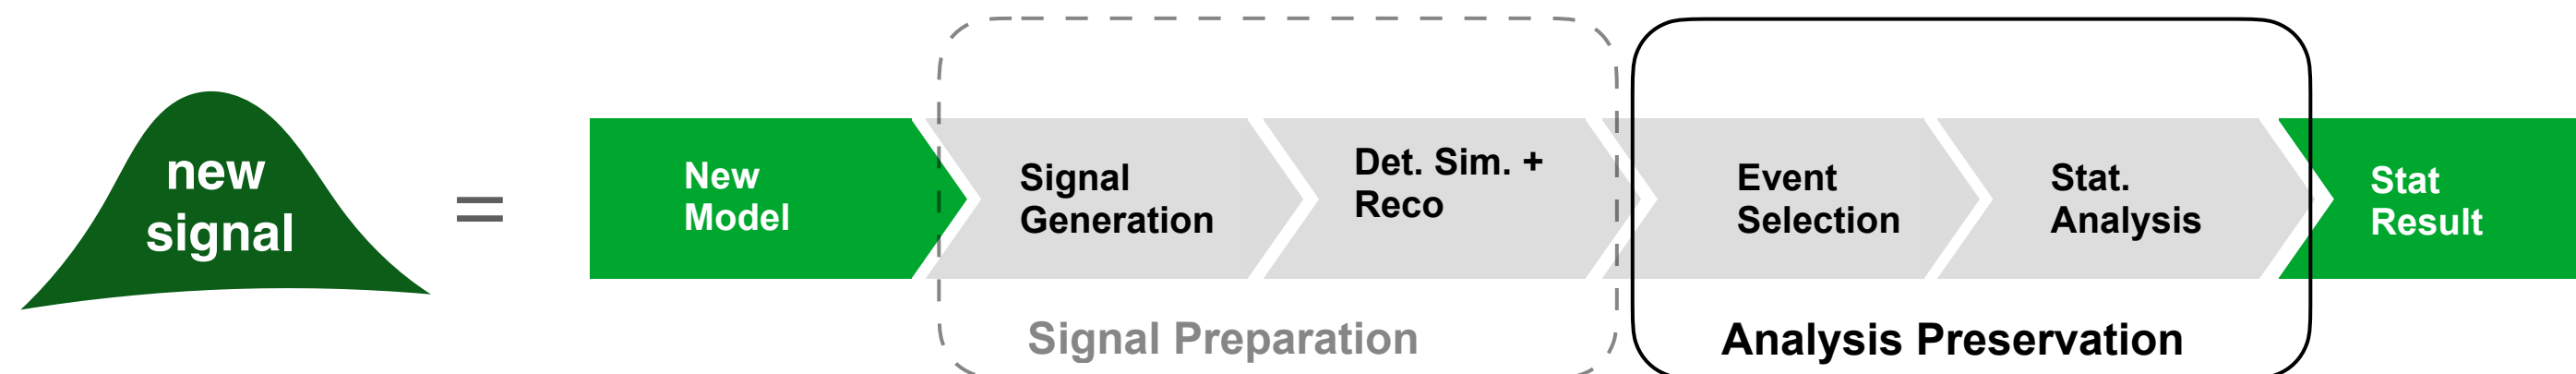 new
signal
=
New
Model
Signal
Generation
Det. Sim. +
Reco
Event
Selection
Stat.
Analysis
Stat
Result
Signal Preparation
Analysis Preservation